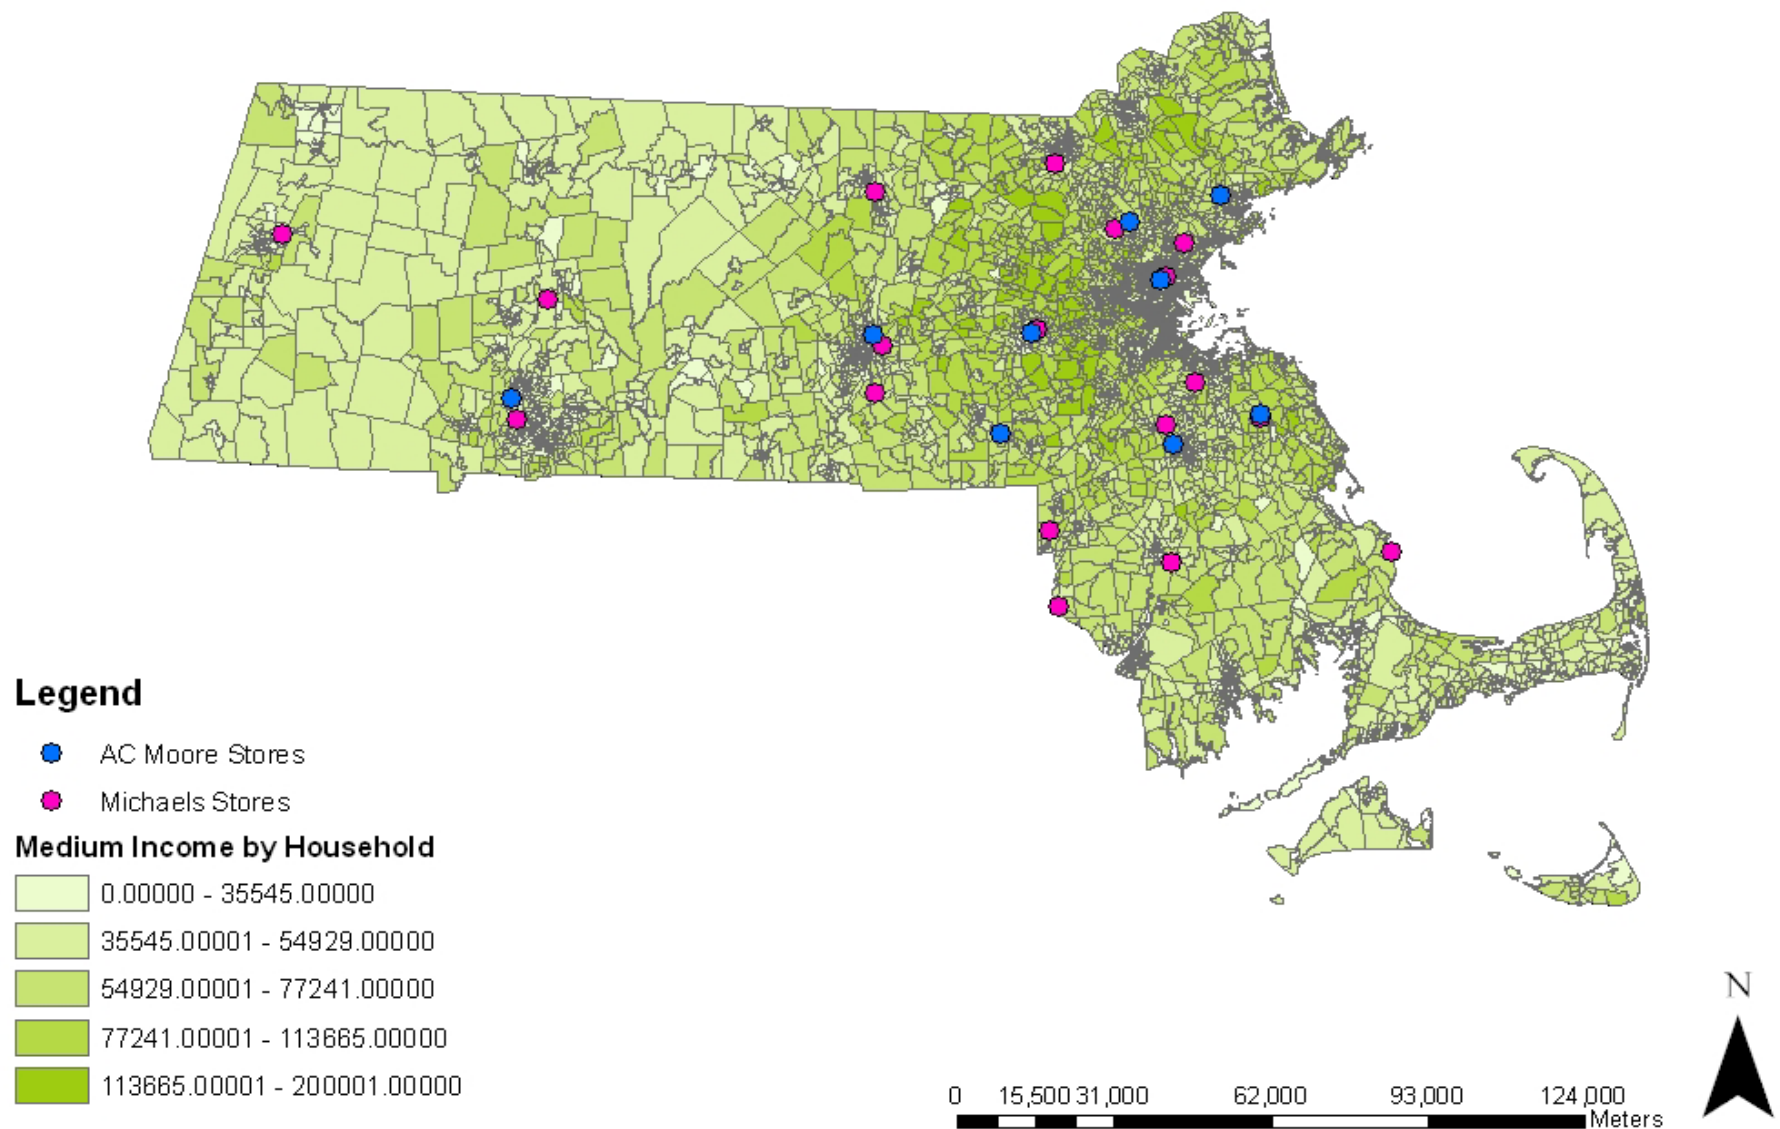 Legend
AC Moore Stores
Michaels Stores
Medium Income by Household
0.00000 - 35545.00000
35545.00001 - 54929.00000
54929.00001 - 77241.00000
77241.00001 - 113665.00000
113665.00001 - 200001.00000
N
0 15,500 31,000 62,000 93,000 124,000
Meters